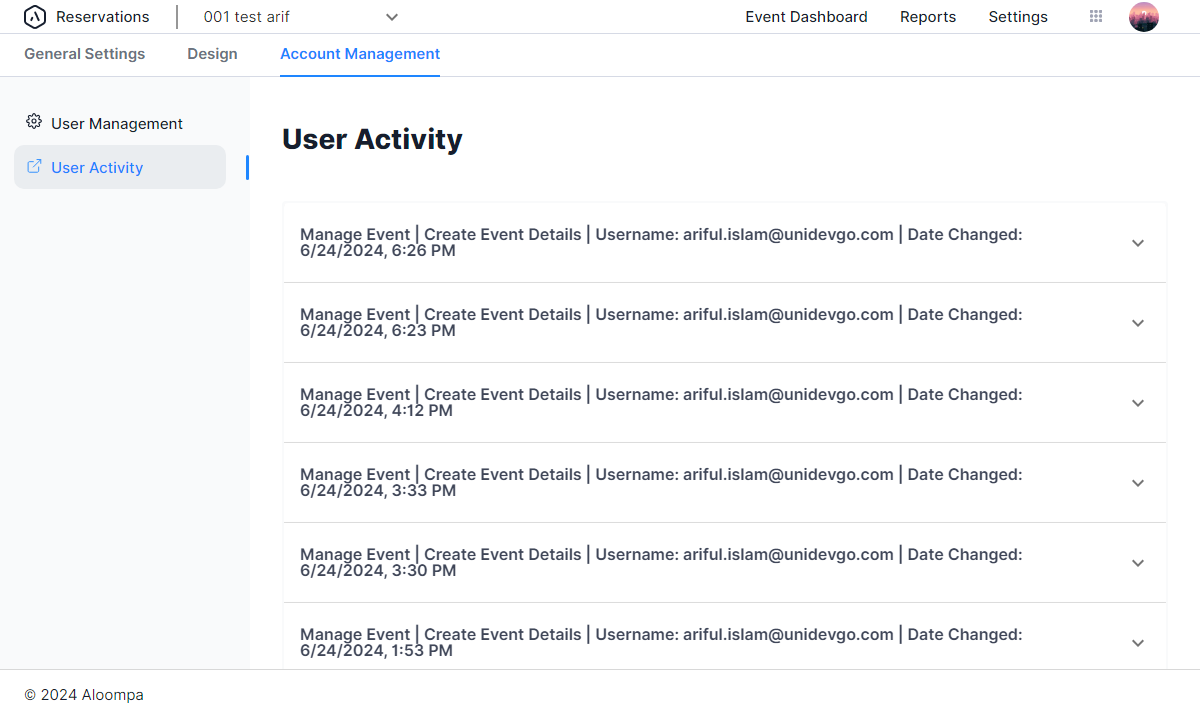 Reservations
001 test arif
Event Dashboard
Reports
Settings
General Settings
Design
Account Management
User Management
User Activity
User Activity
Manage Event | Create Event Details | Username: ariful.islam@unidevgo.com | Date Changed:
6/24/2024, 6:26 PM
Manage Event | Create Event Details | Username: ariful.islam@unidevgo.com | Date Changed:
6/24/2024, 6:23 PM
Manage Event | Create Event Details | Username: ariful.islam@unidevgo.com | Date Changed:
6/24/2024, 4:12 PM
Manage Event | Create Event Details | Username: ariful.islam@unidevgo.com | Date Changed:
6/24/2024, 3:33 PM
Manage Event | Create Event Details | Username: ariful.islam@unidevgo.com | Date Changed:
6/24/2024, 3:30 PM
Manage Event | Create Event Details | Username: ariful.islam@unidevgo.com | Date Changed:
6/24/2024, 1:53 PM
© 2024 Aloompa